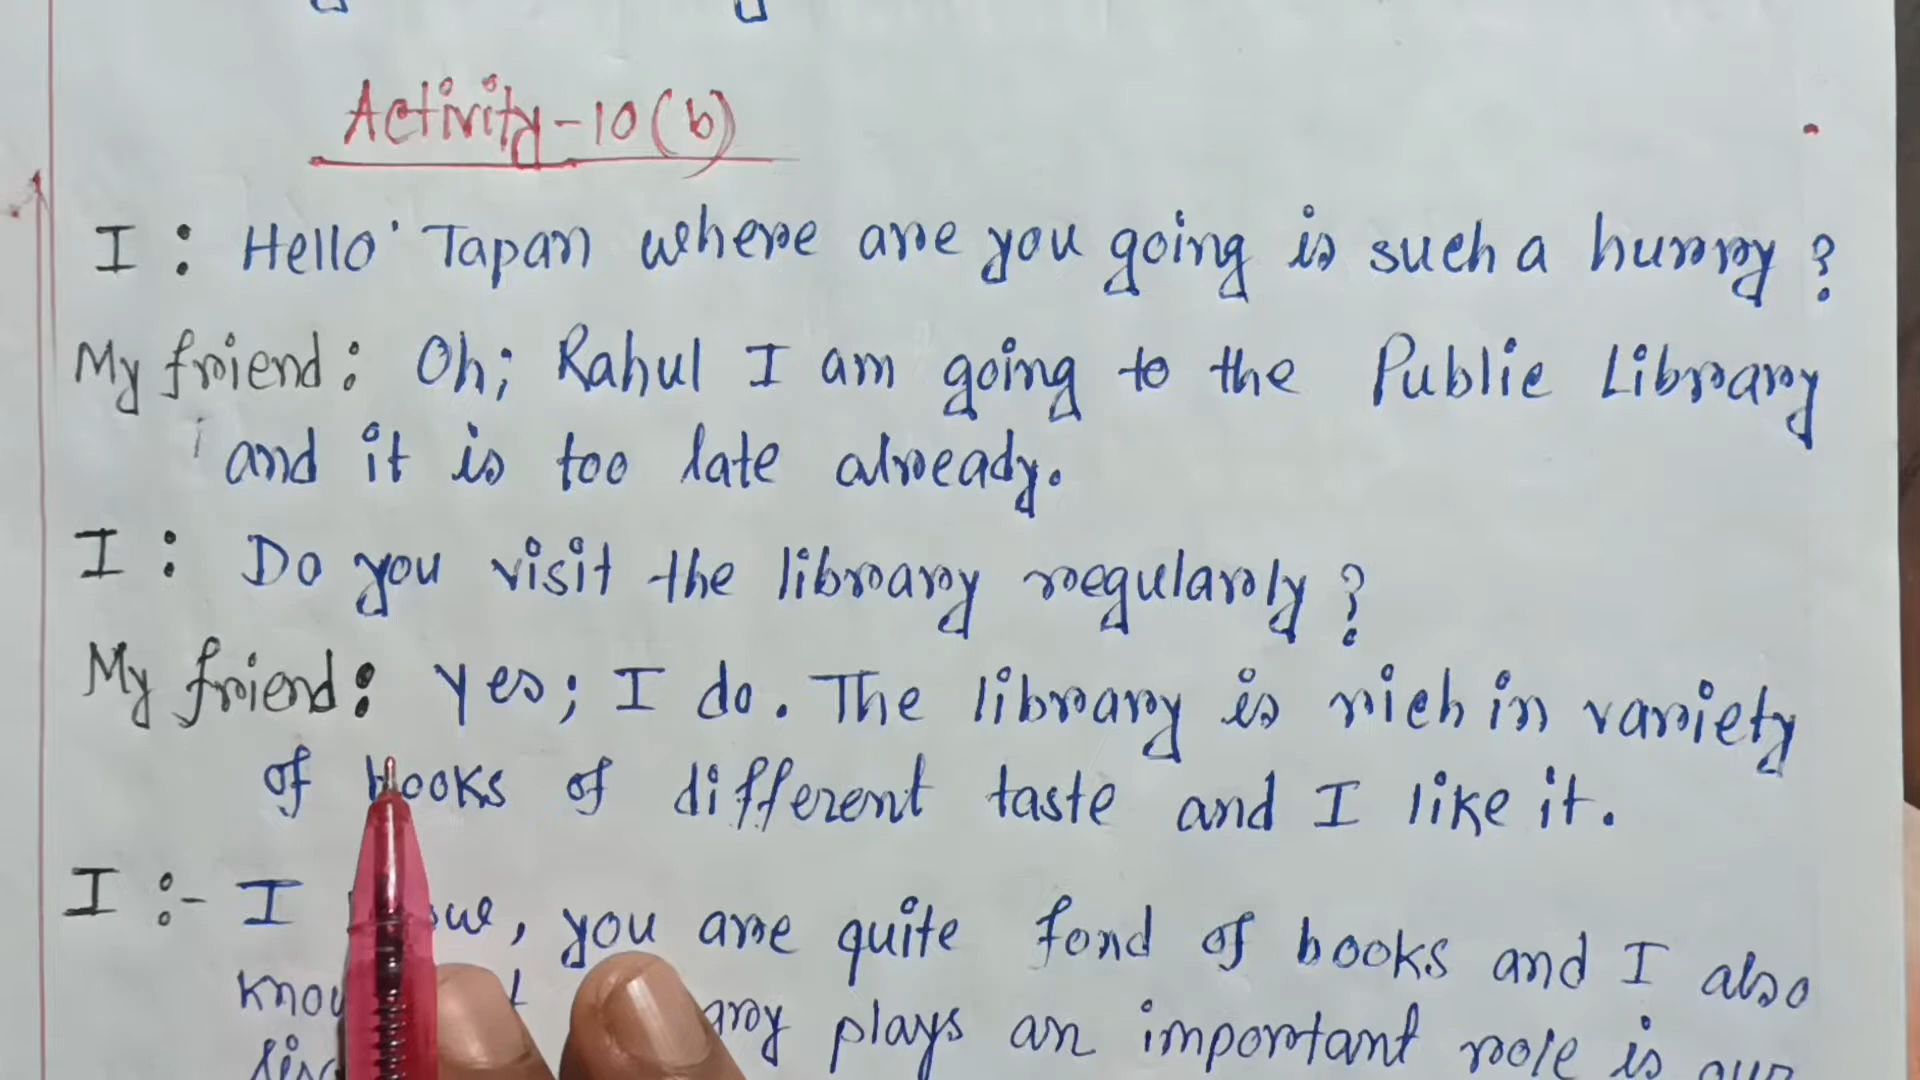 Activity-10(b)
I : Hello' Tapan where are you going is such a hurry?
My friend: Oh; Rahul I am going to the Public Library
and it is too late already.
I : Do you visit the library regularly?
My friend: Yes; I do. The library is rich in variety
of books of different taste and I like it.
I :- I , you are quite fond of books and I also
plays an important role is our